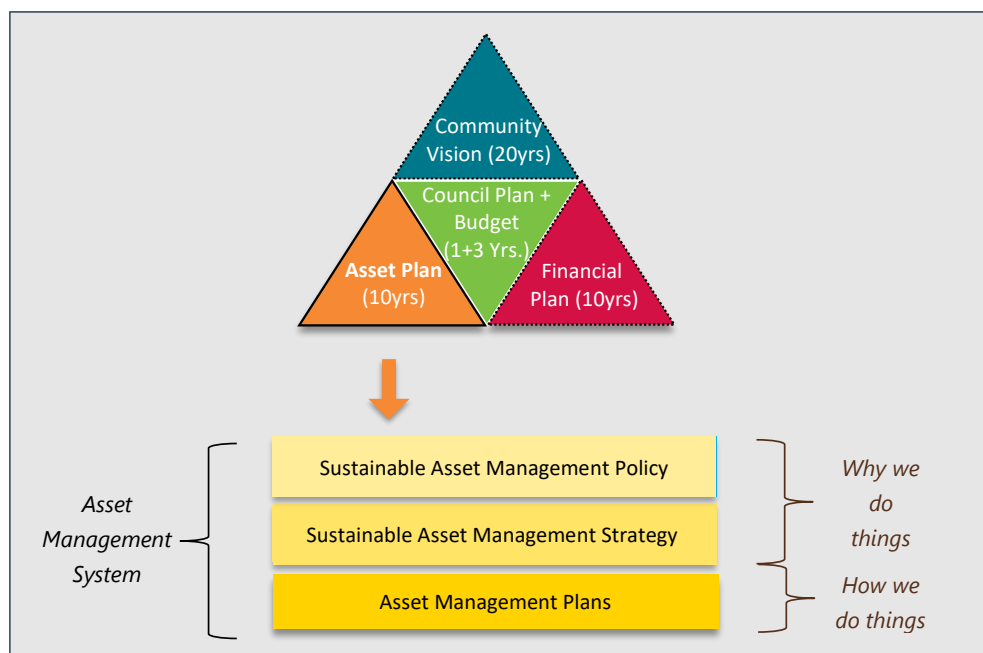 Community
Vision (20yrs)
Council Plan +
Budget
(1+3 Yrs.)
Asset Plan
(10yrs)
Financial
Plan (10yrs)
Asset
Management
System
Sustainable Asset Management Policy
Sustainable Asset Management Strategy
Asset Management Plans
Why we
do
things
How we
do things